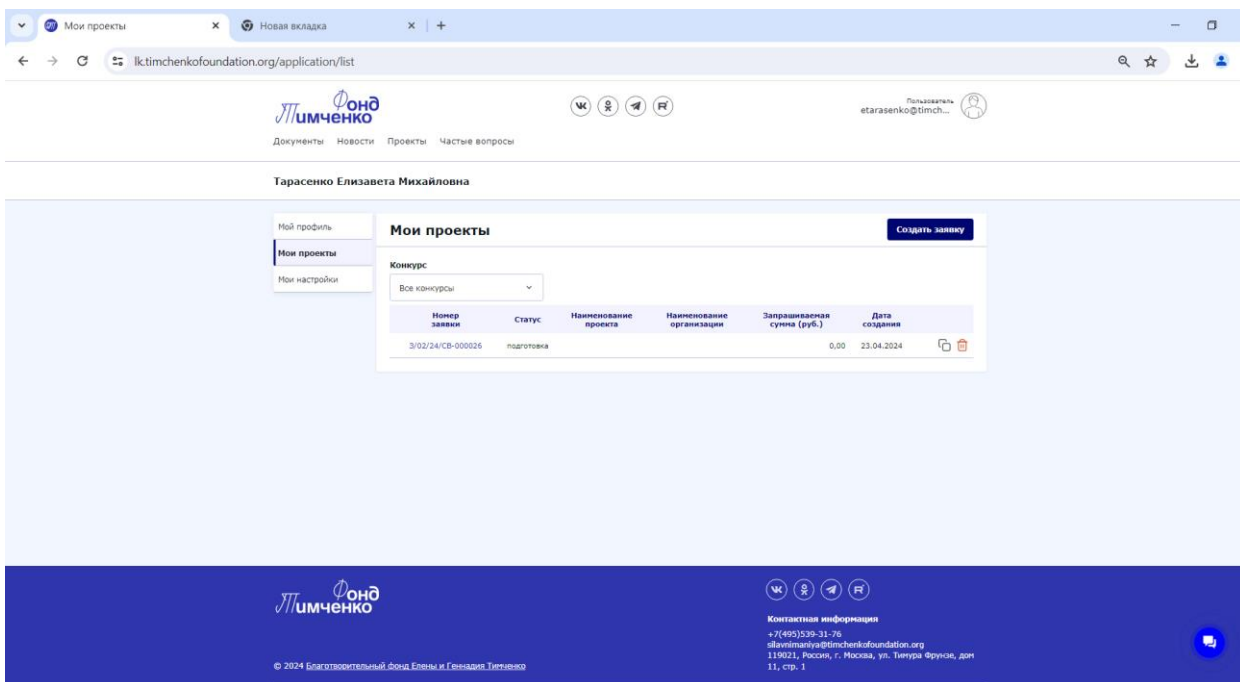 Мои проекты
Новая вкладка
lk.timchenkofoundation.org/application/list
Фонд
Тимченко
Пользователь
etarasenko@timch...
Документы Новости Проекты Частые вопросы
Тарасенко Елизавета Михайловна
Мой профиль
Мои проекты
Мои настройки
Мои проекты
Создать заявку
Конкурс
Все конкурсы
Номер заявки Статус Наименование проекта Наименование организации Запрашиваемая сумма (руб.) Дата создания
3/02/24/СВ-000026 подготовка 0,00 23.04.2024
Фонд
Тимченко
© 2024 Благотворительный фонд Елены и Геннадия Тимченко
Контактная информация
+7(495)539-31-76
silavnimaniya@timchenkofoundation.org
119021, Россия, г. Москва, ул. Тимура Фрунзе, дом
11, стр. 1